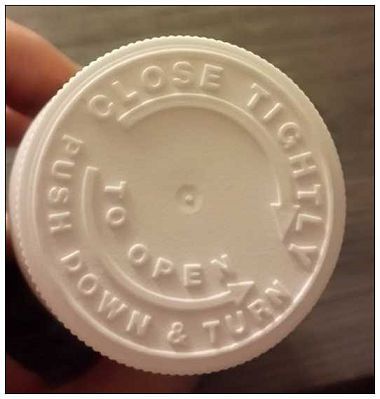 CLOSE TIGHTLY
PUSH DOWN & TURN
TO OPEN